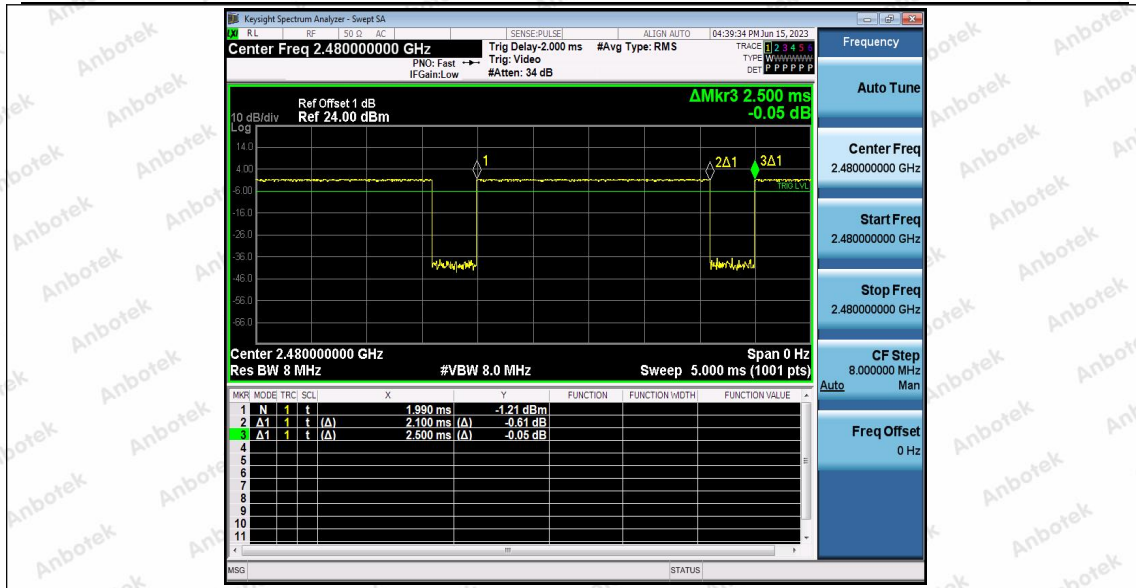 Keysight Spectrum Analyzer - Swept SA
LXI RL RF 50 Ω AC SENSE:PULSE ALIGN AUTO 04:39:34 PM Jun 15, 2023
Center Freq 2.480000000 GHz
PNO: Fast
IFGain:Low
Trig Delay-2.000 ms
Trig: Video
#Atten: 34 dB
#Avg Type: RMS
TRACE 1 2 3 4 5 6
TYPE WWWWWW
DET P P P P P P
ΔMkr3 2.500 ms
-0.05 dB
Ref Offset 1 dB
10 dB/div Ref 24.00 dBm
Log
14.0
4.00
-6.00
-16.0
-26.0
-36.0
-46.0
-56.0
-66.0
1
2Δ1
3Δ1
TRIG LVL
Center 2.480000000 GHz Span 0 Hz
Res BW 8 MHz #VBW 8.0 MHz Sweep 5.000 ms (1001 pts)
MKR MODE TRC SCL X Y FUNCTION FUNCTION WIDTH FUNCTION VALUE
1 N 1 t 1.990 ms -1.21 dBm
2 Δ1 1 t (Δ) 2.100 ms (Δ) -0.61 dB
3 Δ1 1 t (Δ) 2.500 ms (Δ) -0.05 dB
4
5
6
7
8
9
10
11
MSG STATUS
Frequency
Auto Tune
Center Freq
2.480000000 GHz
Start Freq
2.480000000 GHz
Stop Freq
2.480000000 GHz
CF Step
8.000000 MHz
Auto Man
Freq Offset
0 Hz
Anbotek